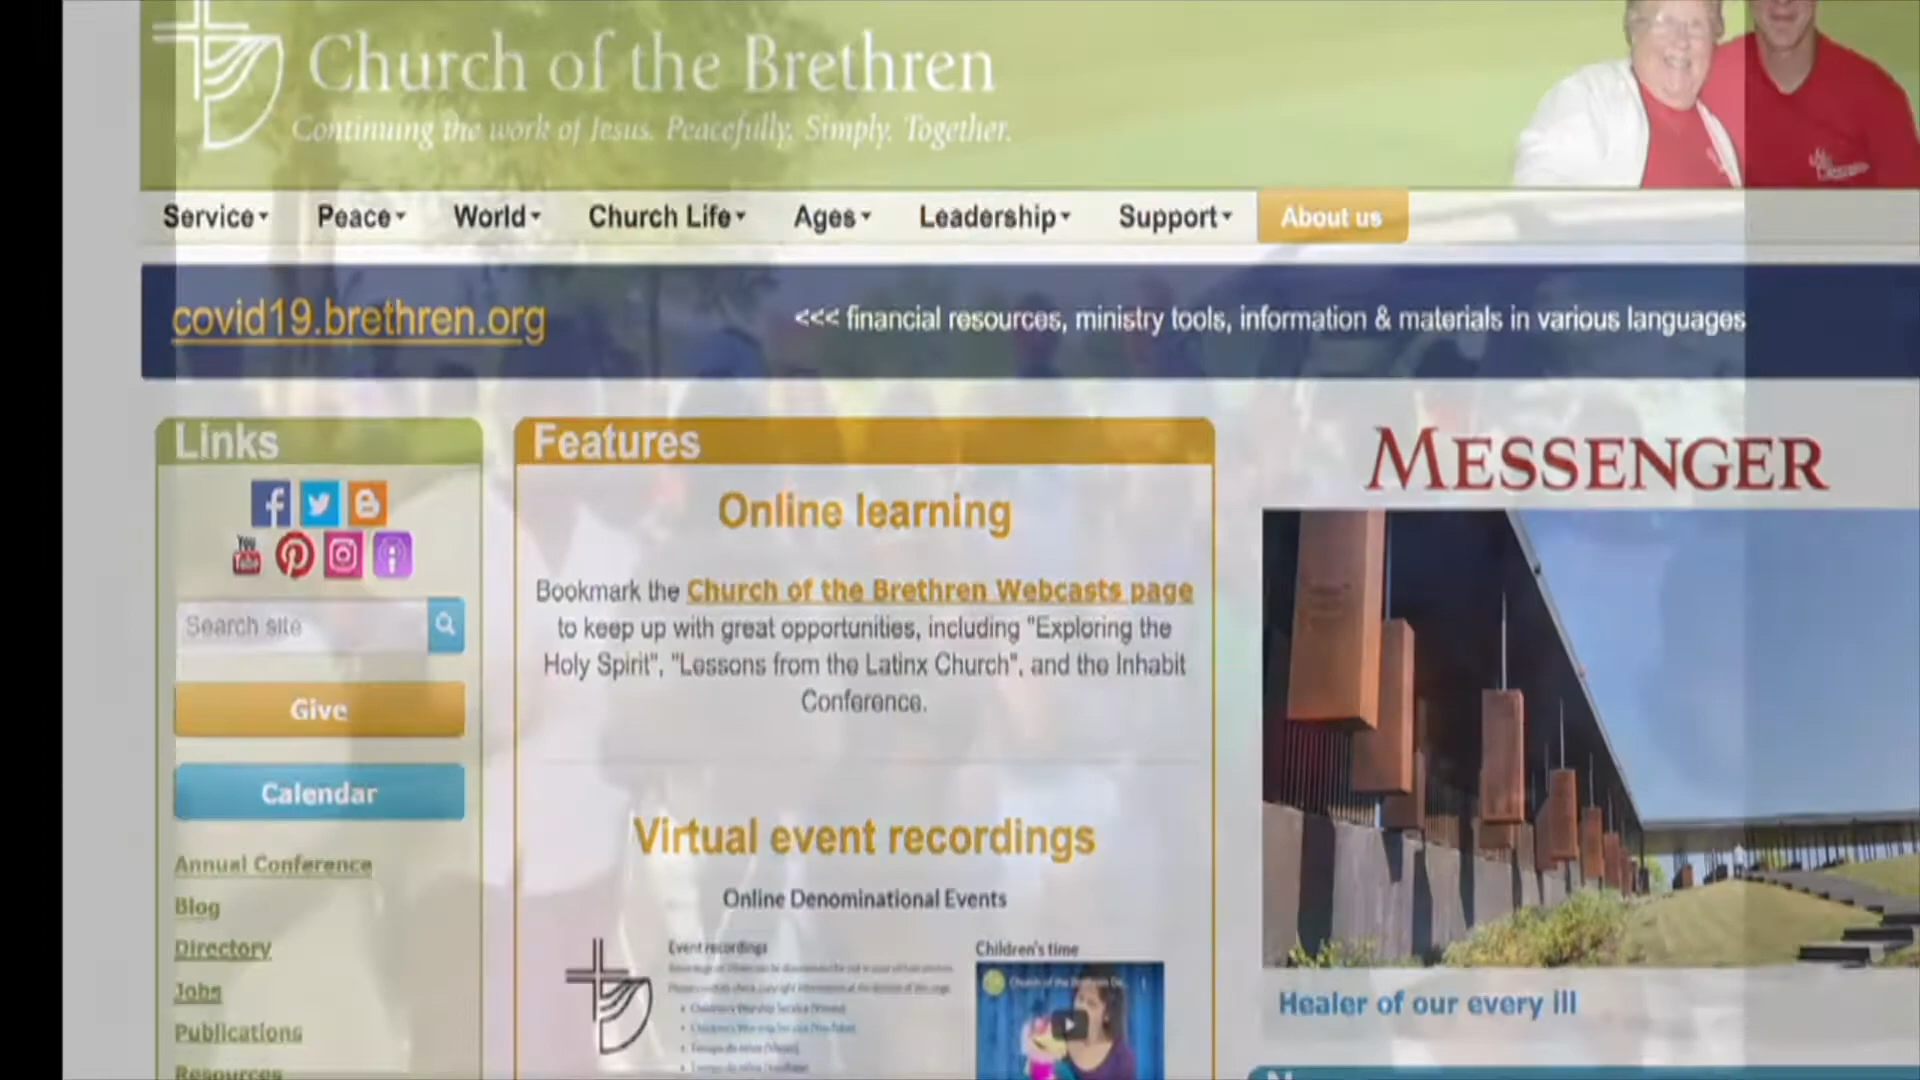 Church of the Brethren
Continuing the work of Jesus. Peacefully. Simply. Together.
Service Peace World Church Life Ages Leadership Support About us
covid19.brethren.org
<<< financial resources, ministry tools, information & materials in various languages
Links
Search site
Give
Calendar
Annual Conference
Blog
Directory
Jobs
Publications
Resources
Features
Online learning
Bookmark the Church of the Brethren Webcasts page
to keep up with great opportunities, including "Exploring the
Holy Spirit", "Lessons from the Latinx Church", and the Inhabit
Conference.
Virtual event recordings
Online Denominational Events
Event recordings
Children's time
MESSENGER
Healer of our every ill